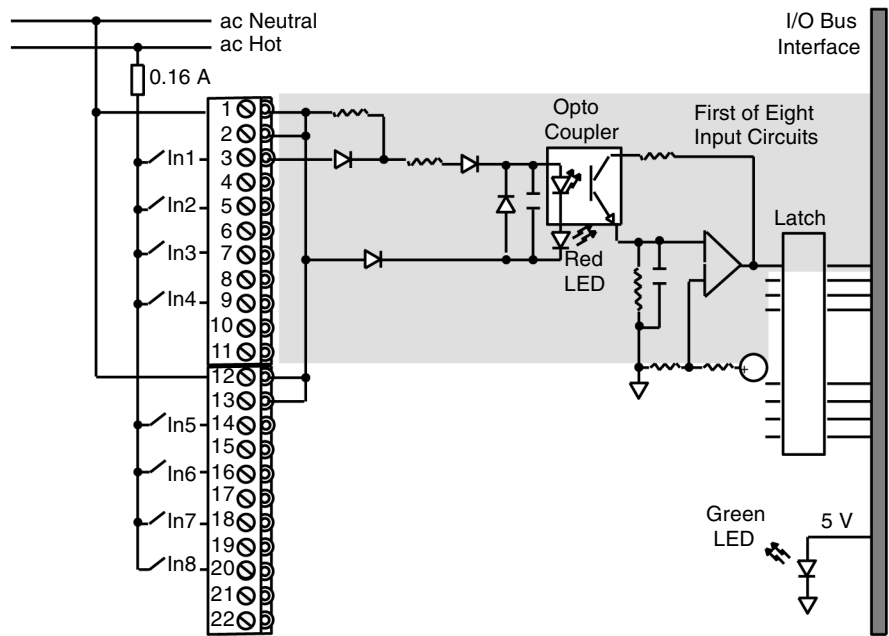 ac Neutral
ac Hot
I/O Bus
Interface
0.16 A
Opto
Coupler
First of Eight
Input Circuits
1
2
In1
3
4
In2
5
6
In3
7
8
In4
9
10
11
12
13
In5
14
15
In6
16
17
In7
18
19
In8
20
21
22
Red
LED
Latch
+
Green
LED
5 V